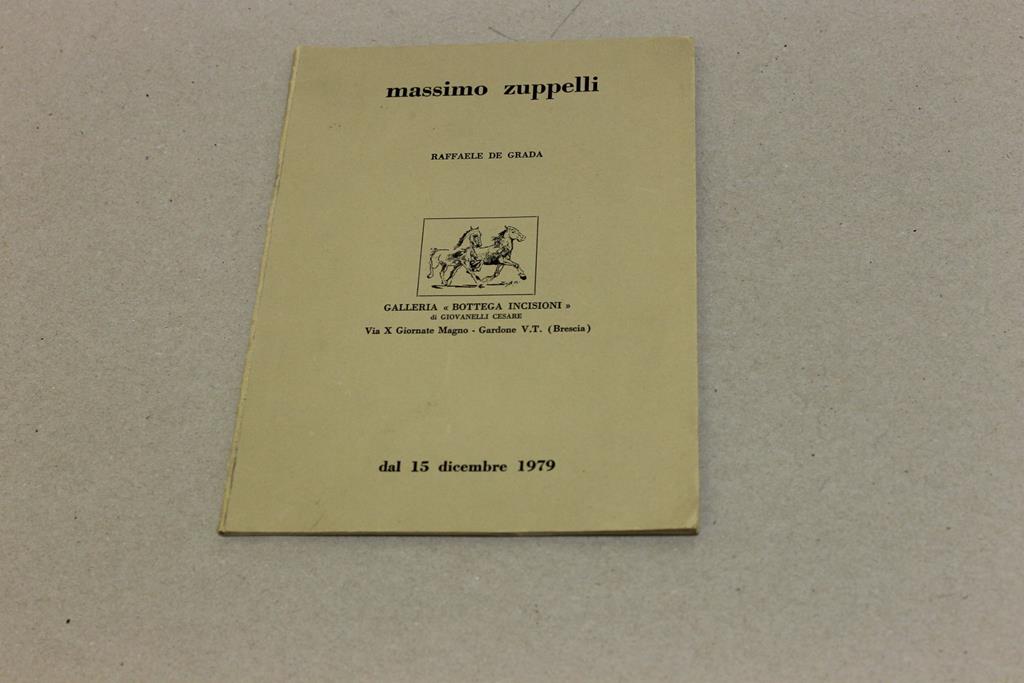 massimo zuppelli
RAFFAELE DE GRADA
GALLERIA « BOTTEGA INCISIONI »
di GIOVANELLI CESARE
Via X Giornate Magno - Gardone V.T. (Brescia)
dal 15 dicembre 1979